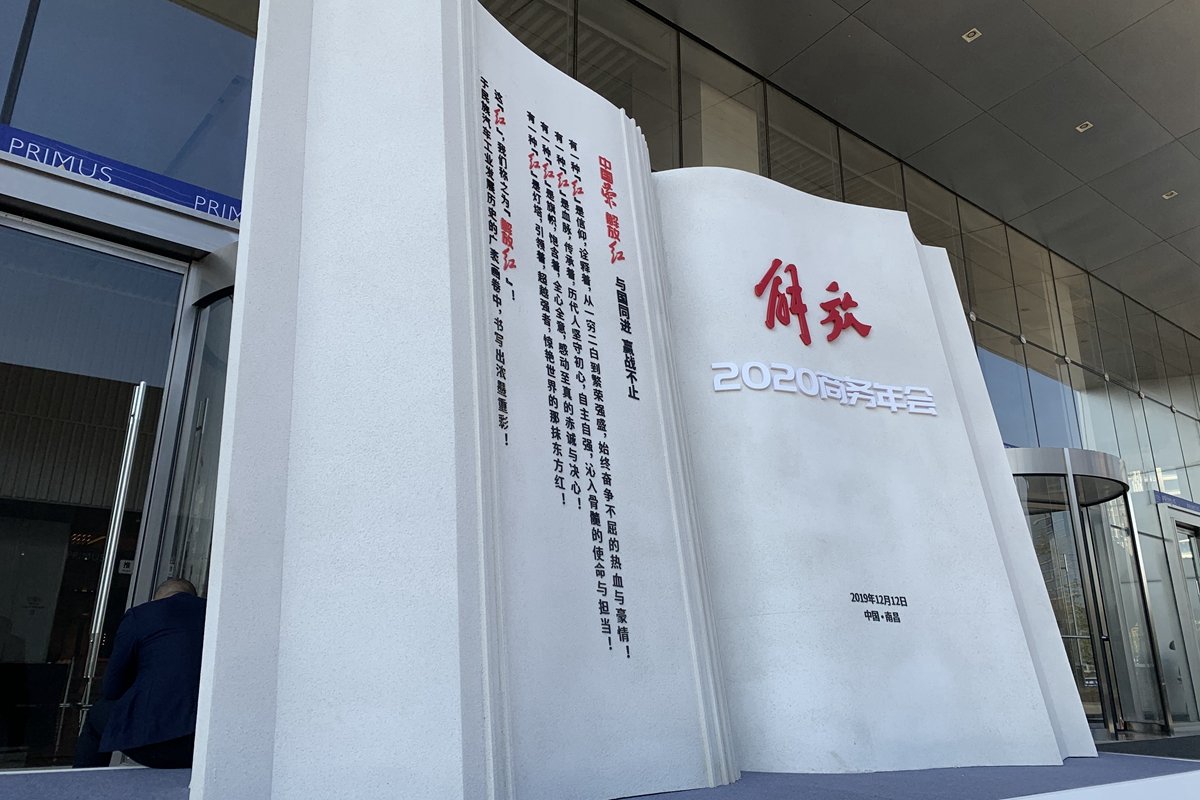 PRIMUS
PRIM
中国荣 解放红 与国同进 赢战不止
有一种“红”是信仰，诠释着，从一穷二白到繁荣强盛，始终奋争不屈的热血与豪情！
有一种“红”是血脉，传承着，历代人坚守初心，自主自强，沁入骨髓的使命与担当！
有一种“红”是旗帜，饱含着，全心全意，感动至真的赤诚与决心！
有一种“红”是灯塔，引领着，超越强者，惊艳世界的那抹东方红！
这“红”，我们称之为“解放红”！
于民族汽车工业发展历史的广袤画卷中，书写出浓墨重彩！
解放
2020商务年会
2019年12月12日
中国·南昌
推